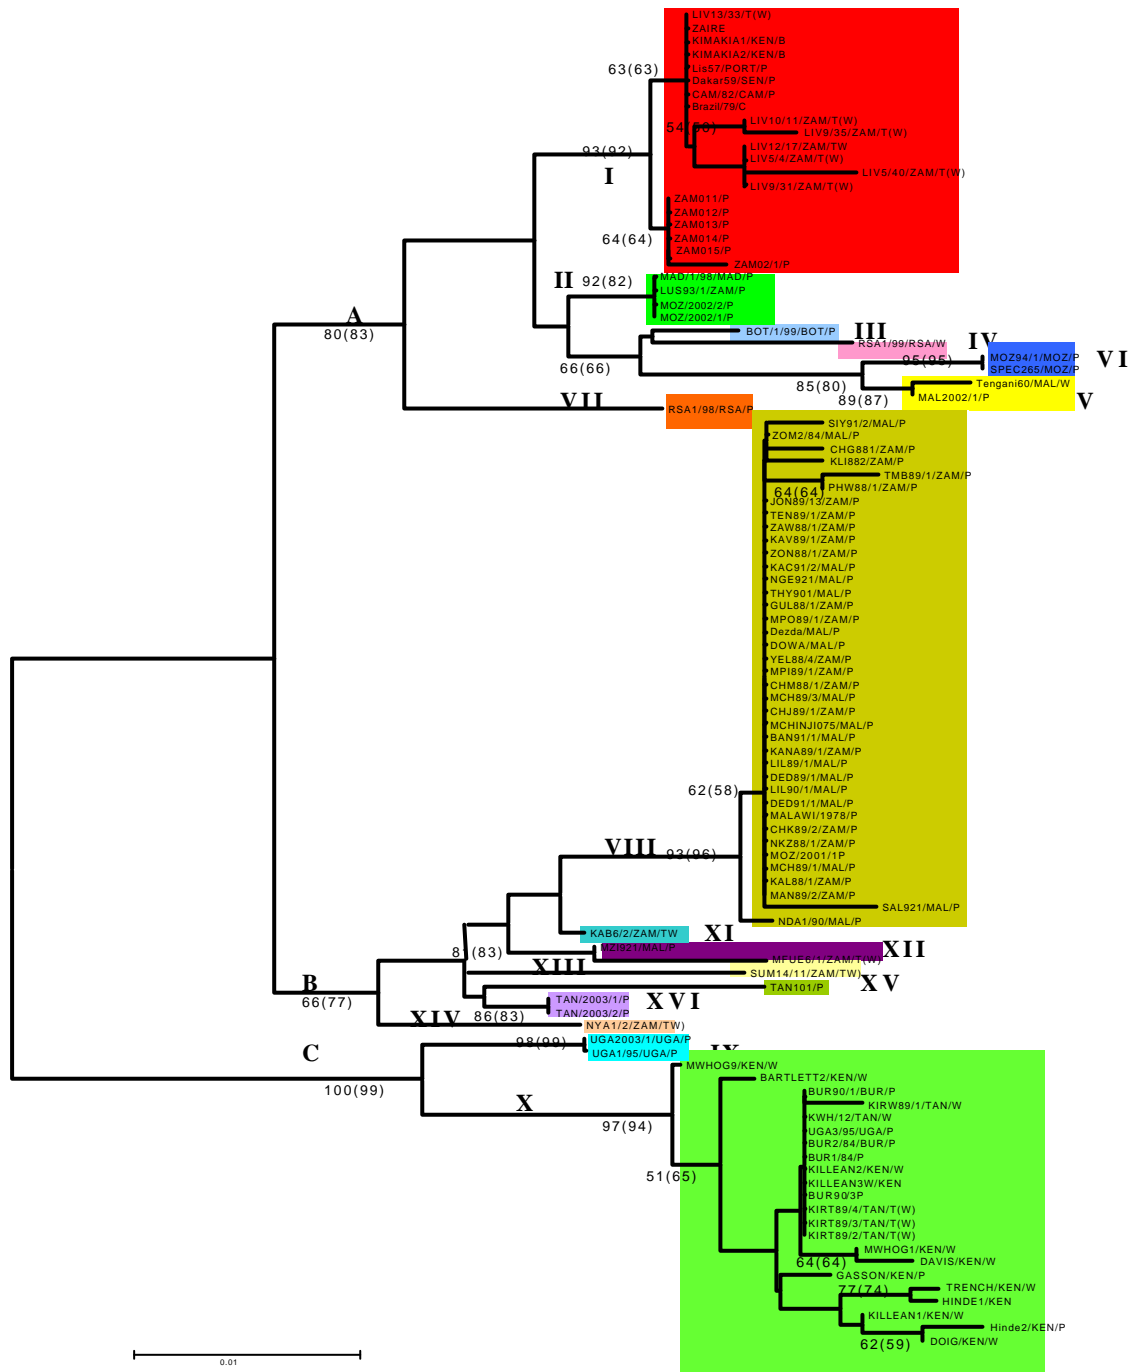 LIV13/33/T(W)
ZAIRE
KIMAKIA1/KEN/B
KIMAKIA2/KEN/B
63(63)
Lis57/PORT/P
Dakar59/SEN/P
CAM/82/CAM/P
Brazil/79/C
LIV10/11/ZAM/T(W)
LIV9/35/ZAM/T(W)
LIV12/17/ZAM/TW
93(92)
LIV5/4/ZAM/T(W)
I
LIV5/40/ZAM/T(W)
LIV9/31/ZAM/T(W)
ZAM011/P
ZAM012/P
ZAM013/P
64(64)
ZAM014/P
ZAM015/P
ZAM02/1/P
MAD/1/98/MAD/P
II
92(82)
LUS93/1/ZAM/P
MOZ/2002/2/P
MOZ/2002/1/P
A
80(83)
BOT/1/99/BOT/P
III
RSA1/99/RSA/W
IV
95(95)
MOZ94/1/MOZ/P
VI
66(66)
SPEC265/MOZ/P
85(80)
Tengani60/MAL/W
89(87)
MAL2002/1/P
V
VII
RSA1/98/RSA/P
SIY91/2/MAL/P
ZOM2/84/MAL/P
CHG881/ZAM/P
KLI882/ZAM/P
TMB89/1/ZAM/P
64(64)
PHW88/1/ZAM/P
JON89/13/ZAM/P
TEN89/1/ZAM/P
ZAW88/1/ZAM/P
KAV89/1/ZAM/P
ZON88/1/ZAM/P
KAC91/2/MAL/P
NGE921/MAL/P
THY901/MAL/P
GUL88/1/ZAM/P
MPO89/1/ZAM/P
Dezda/MAL/P
DOWA/MAL/P
YEL88/4/ZAM/P
MPI89/1/ZAM/P
CHM88/1/ZAM/P
MCH89/3/MAL/P
CHJ89/1/ZAM/P
MCHINJI075/MAL/P
BAN91/1/MAL/P
KANA89/1/ZAM/P
LIL89/1/MAL/P
DED89/1/MAL/P
62(58)
LIL90/1/MAL/P
DED91/1/MAL/P
MALAWI/1978/P
CHK89/2/ZAM/P
NKZ88/1/ZAM/P
VIII
93(96)
MOZ/2001/1P
MCH89/1/MAL/P
KAL88/1/ZAM/P
MAN89/2/ZAM/P
SAL921/MAL/P
NDA1/90/MAL/P
KAB6/2/ZAM/TW
XI
MZI921/MAL/P
XII
81(83)
MFUE6/1/ZAM/T(W)
XIII
SUM14/11/ZAM/TW)
B
TAN101/P
XV
66(77)
TAN/2003/1/P
XVI
86(83)
TAN/2003/2/P
XIV
NYA1/2/ZAM/TW)
98(99)
UGA2003/1/UGA/P
C
UGA1/95/UGA/P
IX
MWHOG9/KEN/W
BARTLETT2/KEN/W
100(99)
BUR90/1/BUR/P
X
KIRW89/1/TAN/W
KWH/12/TAN/W
97(94)
UGA3/95/UGA/P
BUR2/84/BUR/P
BUR1/84/P
51(65)
KILLEAN2/KEN/W
KILLEAN3W/KEN
BUR90/3P
KIRT89/4/TAN/T(W)
KIRT89/3/TAN/T(W)
KIRT89/2/TAN/T(W)
MWHOG1/KEN/W
64(64)
DAVIS/KEN/W
GASSON/KEN/P
77(74)
TRENCH/KEN/W
HINDE1/KEN
KILLEAN1/KEN/W
Hinde2/KEN/P
62(59)
DOIG/KEN/W
0.01